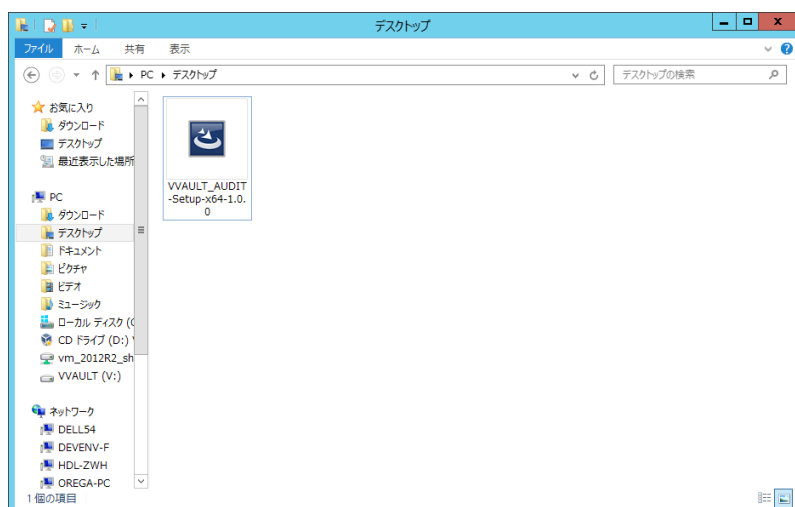 デスクトップ
ファイル ホーム 共有 表示
PC デスクトップ
デスクトップの検索
お気に入り
ダウンロード
デスクトップ
最近表示した場所
PC
ダウンロード
デスクトップ
ドキュメント
ピクチャ
ビデオ
ミュージック
ローカル ディスク (C
CD ドライブ (D:)
vm_2012R2_sh
VVAULT (V:)
ネットワーク
DELL54
DEVENV-F
HDL-ZWH
OREGA-PC
VVAULT_AUDIT
-Setup-x64-1.0.
0
1 個の項目